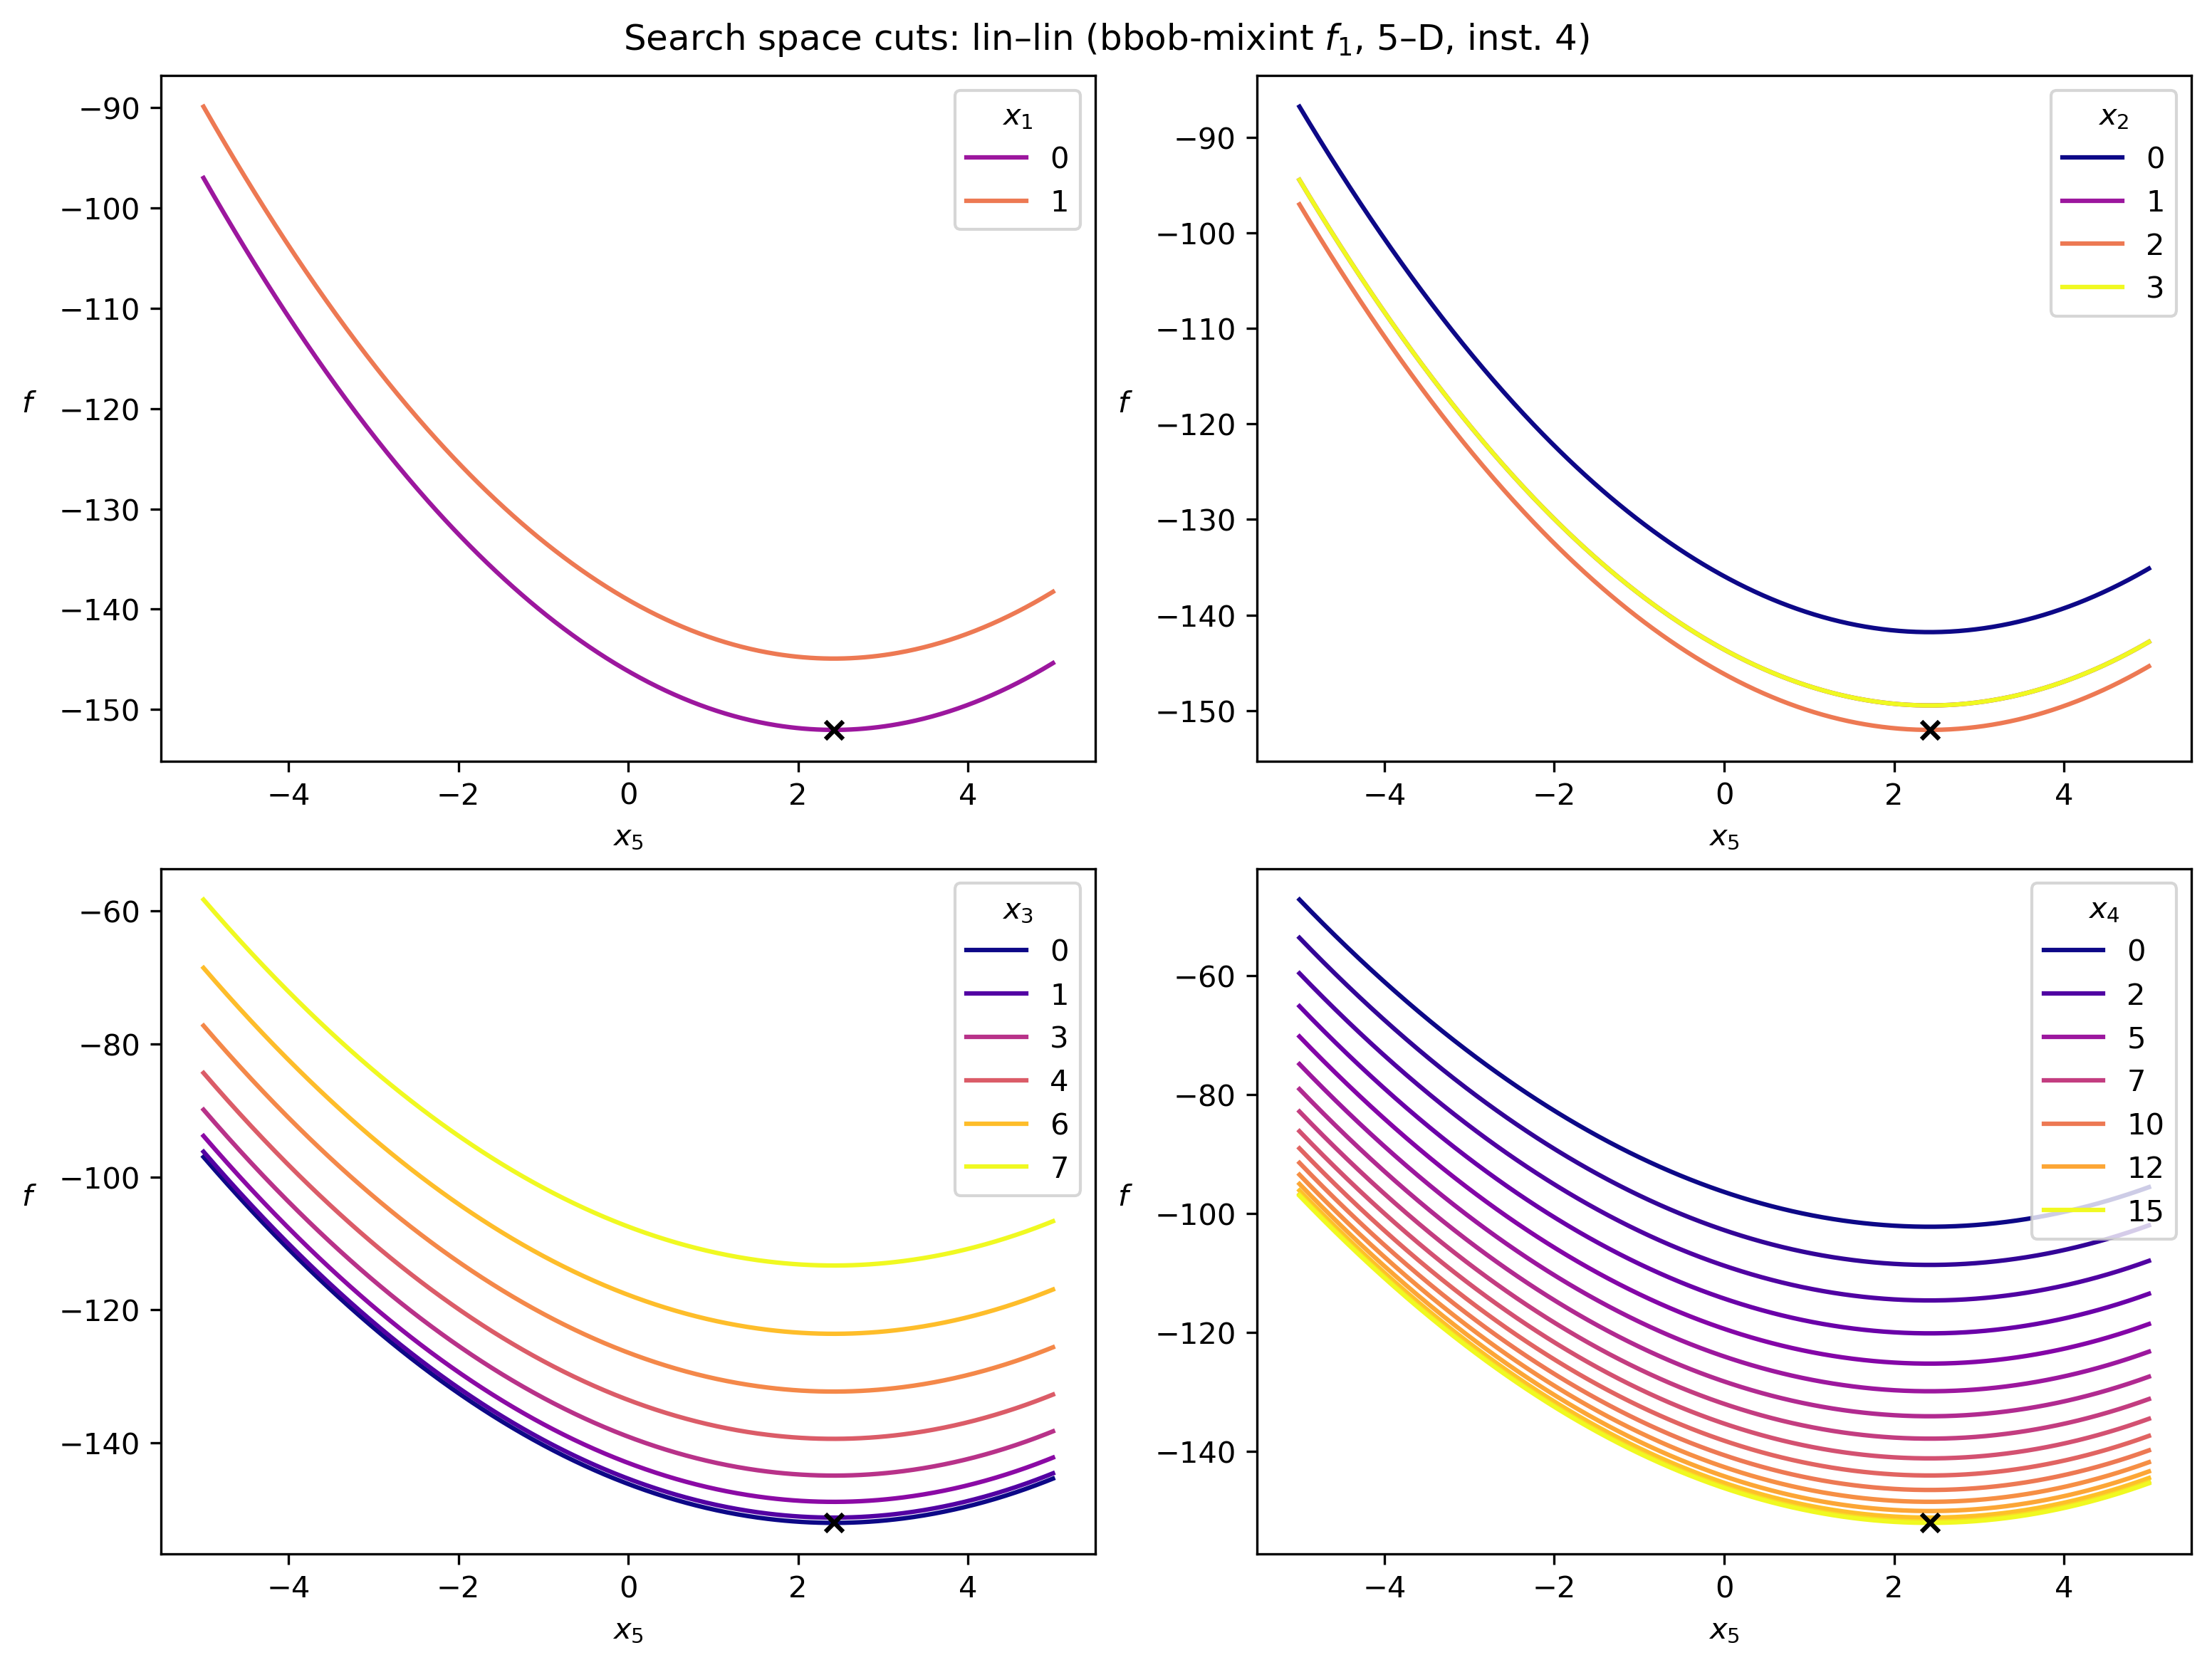 Search space cuts: lin–lin (bbob-mixint f₁, 5–D, inst. 4)
−90
−100
−110
−120
−130
−140
−150
f
−4 −2 0 2 4
x₅
x₁
0
1
−90
−100
−110
−120
−130
−140
−150
f
−4 −2 0 2 4
x₅
x₂
0
1
2
3
−60
−80
−100
−120
−140
f
−4 −2 0 2 4
x₅
x₃
0
1
3
4
6
7
−60
−80
−100
−120
−140
f
−4 −2 0 2 4
x₅
x₄
0
2
5
7
10
12
15